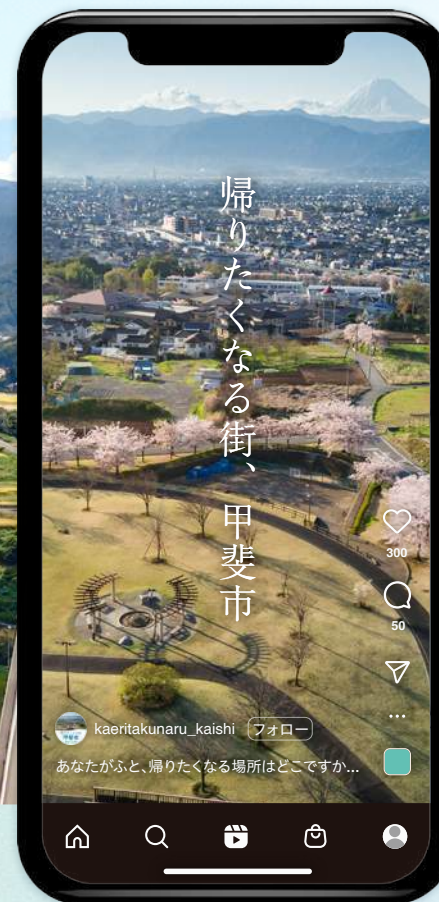 帰りたくなる街、甲斐市
300
50
kaeritakunaru_kaishi フォロー
あなたがふと、帰りたくなる場所はどこですか...